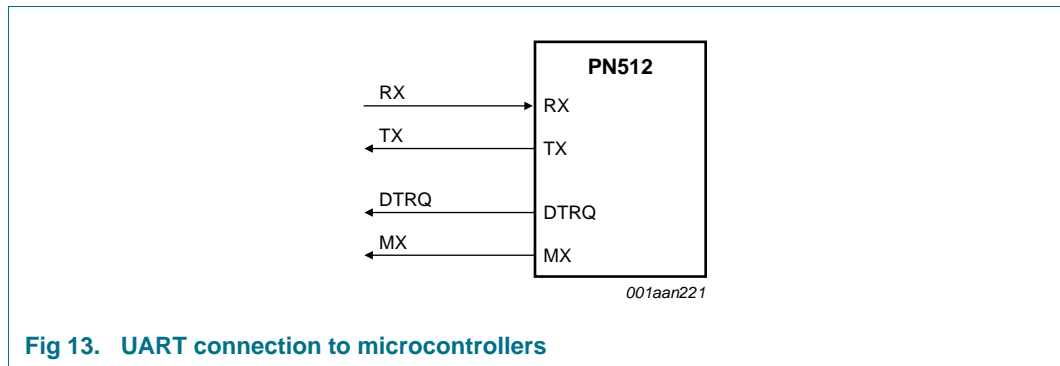 PN512
RX RX
TX TX
DTRQ DTRQ
MX MX
001aan221
Fig 13. UART connection to microcontrollers